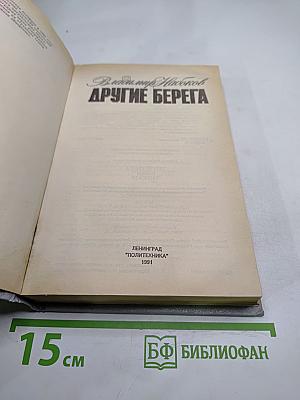 Владимир Набоков
ДРУГИЕ БЕРЕГА
ЛЕНИНГРАД
"ПОЛИТЕХНИКА"
1991
15 см
БФ БИБЛИОФАН